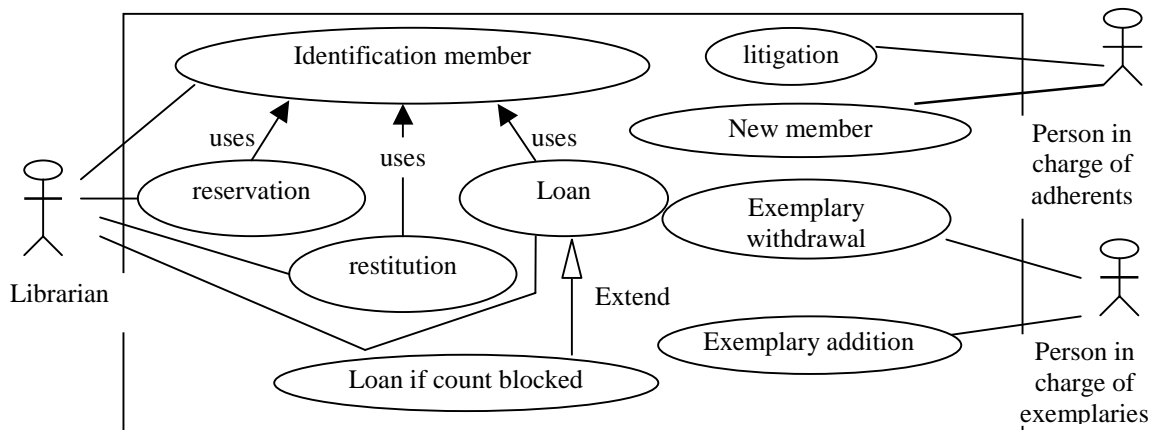 Identification member
litigation
New member
uses
uses
uses
reservation
Loan
restitution
Exemplary
withdrawal
Extend
Exemplary addition
Loan if count blocked
Librarian
Person in
charge of
adherents
Person in
charge of
exemplaries